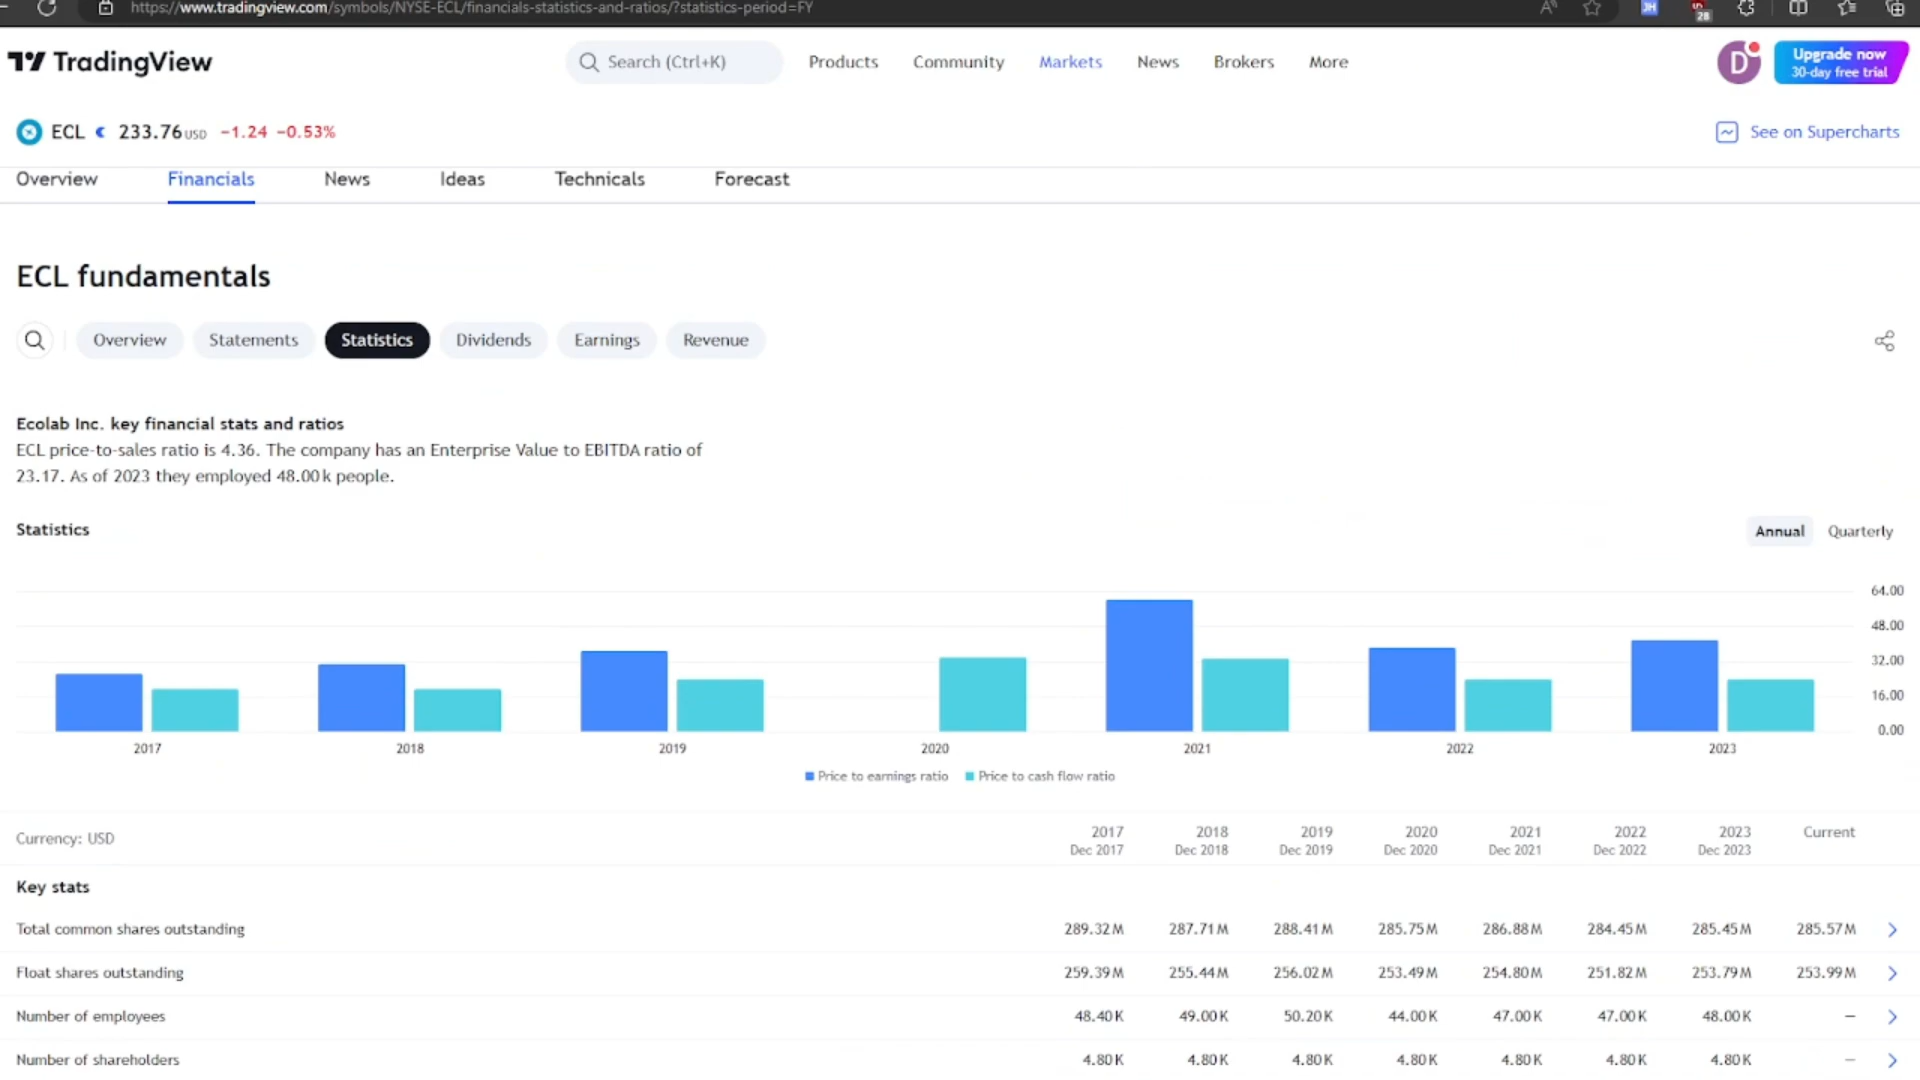 https://www.tradingview.com/symbols/NYSE-ECL/financials-statistics-and-ratios/?statistics-period=FY
JH
28
TradingView
Search (Ctrl+K)
Products
Community
Markets
News
Brokers
More
D
Upgrade now
30-day free trial
ECL 233.76 USD −1.24 −0.53%
See on Supercharts
Overview Financials News Ideas Technicals Forecast
ECL fundamentals
Overview Statements Statistics Dividends Earnings Revenue
Ecolab Inc. key financial stats and ratios
ECL price-to-sales ratio is 4.36. The company has an Enterprise Value to EBITDA ratio of
23.17. As of 2023 they employed 48.00 k people.
Statistics
Annual Quarterly
64.00
48.00
32.00
16.00
0.00
2017 2018 2019 2020 2021 2022 2023
Price to earnings ratio Price to cash flow ratio
Currency: USD
2017 2018 2019 2020 2021 2022 2023 Current
Dec 2017 Dec 2018 Dec 2019 Dec 2020 Dec 2021 Dec 2022 Dec 2023
Key stats
Total common shares outstanding 289.32 M 287.71 M 288.41 M 285.75 M 286.88 M 284.45 M 285.45 M 285.57 M
Float shares outstanding 259.39 M 255.44 M 256.02 M 253.49 M 254.80 M 251.82 M 253.79 M 253.99 M
Number of employees 48.40 K 49.00 K 50.20 K 44.00 K 47.00 K 47.00 K 48.00 K —
Number of shareholders 4.80 K 4.80 K 4.80 K 4.80 K 4.80 K 4.80 K 4.80 K —